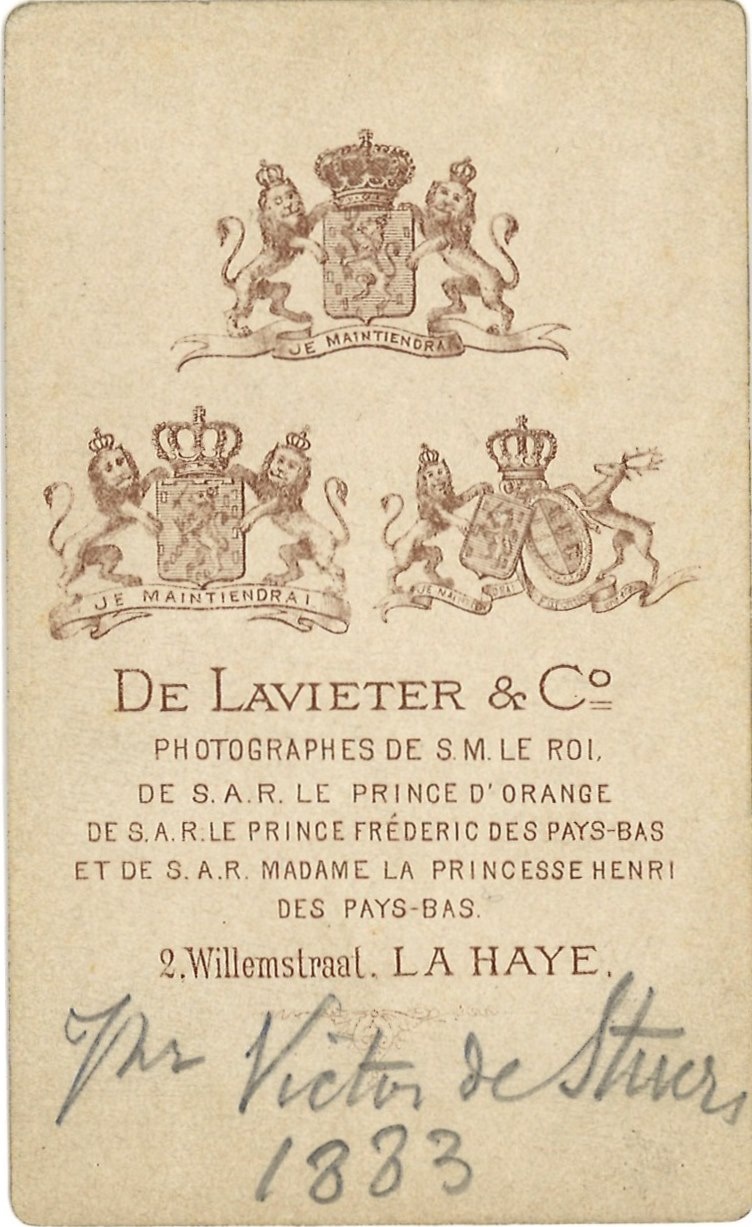 JE MAINTIENDRAI
JE MAINTIENDRAI
DE LAVIETER & Cº
PHOTOGRAPHES DE S.M. LE ROI,
DE S.A.R. LE PRINCE D'ORANGE
DE S.A.R. LE PRINCE FRÉDERIC DES PAYS-BAS
ET DE S.A.R. MADAME LA PRINCESSE HENRI
DES PAYS-BAS.
2, Willemstraat. LA HAYE.
Jhr Victor de Stuers
1883